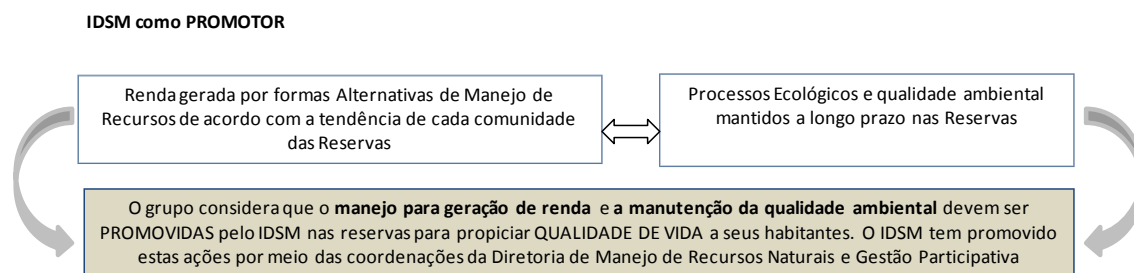 IDSM como PROMOTOR
Renda gerada por formas Alternativas de Manejo de
Recursos de acordo com a tendência de cada comunidade
das Reservas
Processos Ecológicos e qualidade ambiental
mantidos a longo prazo nas Reservas
O grupo considera que o manejo para geração de renda e a manutenção da qualidade ambiental devem ser
PROMOVIDAS pelo IDSM nas reservas para propiciar QUALIDADE DE VIDA a seus habitantes. O IDSM tem promovido
estas ações por meio das coordenações da Diretoria de Manejo de Recursos Naturais e Gestão Participativa